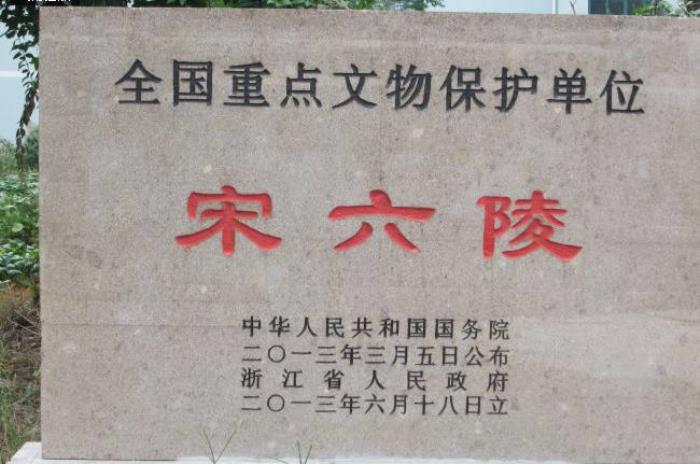 全国重点文物保护单位
宋六陵
中华人民共和国国务院
二〇一三年三月五日公布
浙江省人民政府
二〇一三年六月十八日立